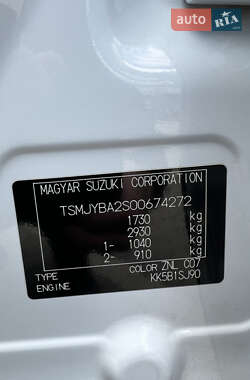 AUTO.RIA
MAGYAR SUZUKI CORPORATION
TSMJYBA2S00674272
1730 kg
2930 kg
1- 1040 kg
2- 910 kg
TYPE COLOR ZNL C07
ENGINE KK5B1SJ90